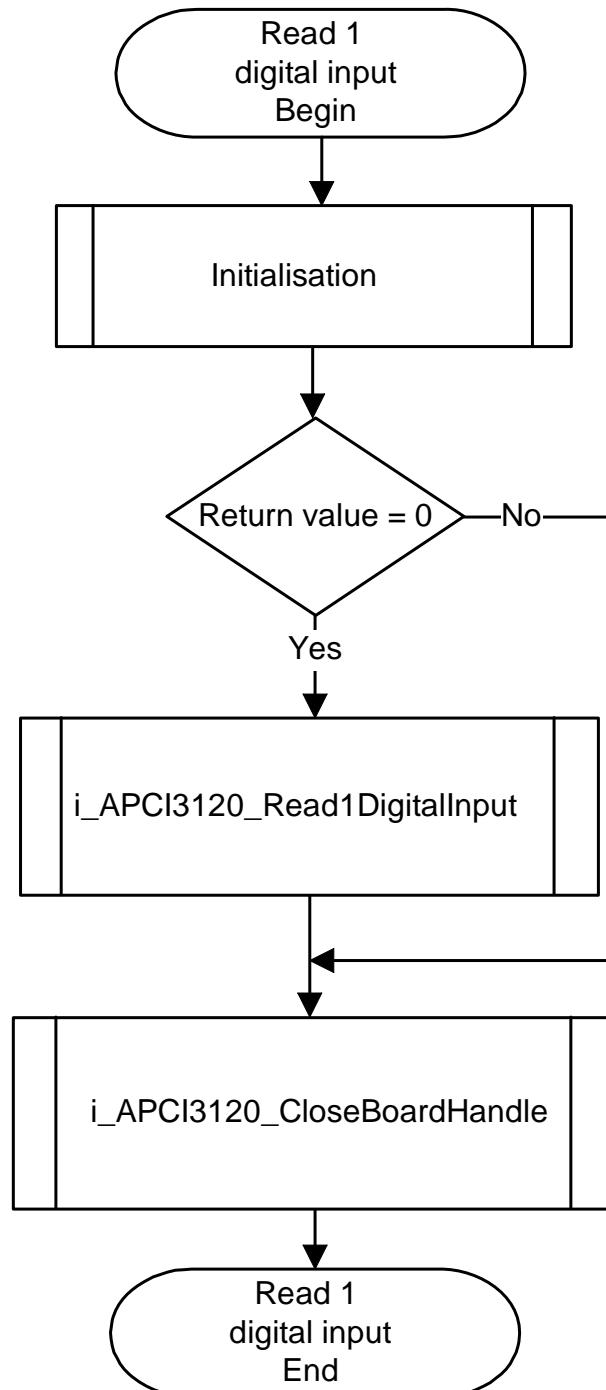 Read 1
digital input
Begin
Initialisation
Return value = 0
No
Yes
i_APCI3120_Read1DigitalInput
i_APCI3120_CloseBoardHandle
Read 1
digital input
End